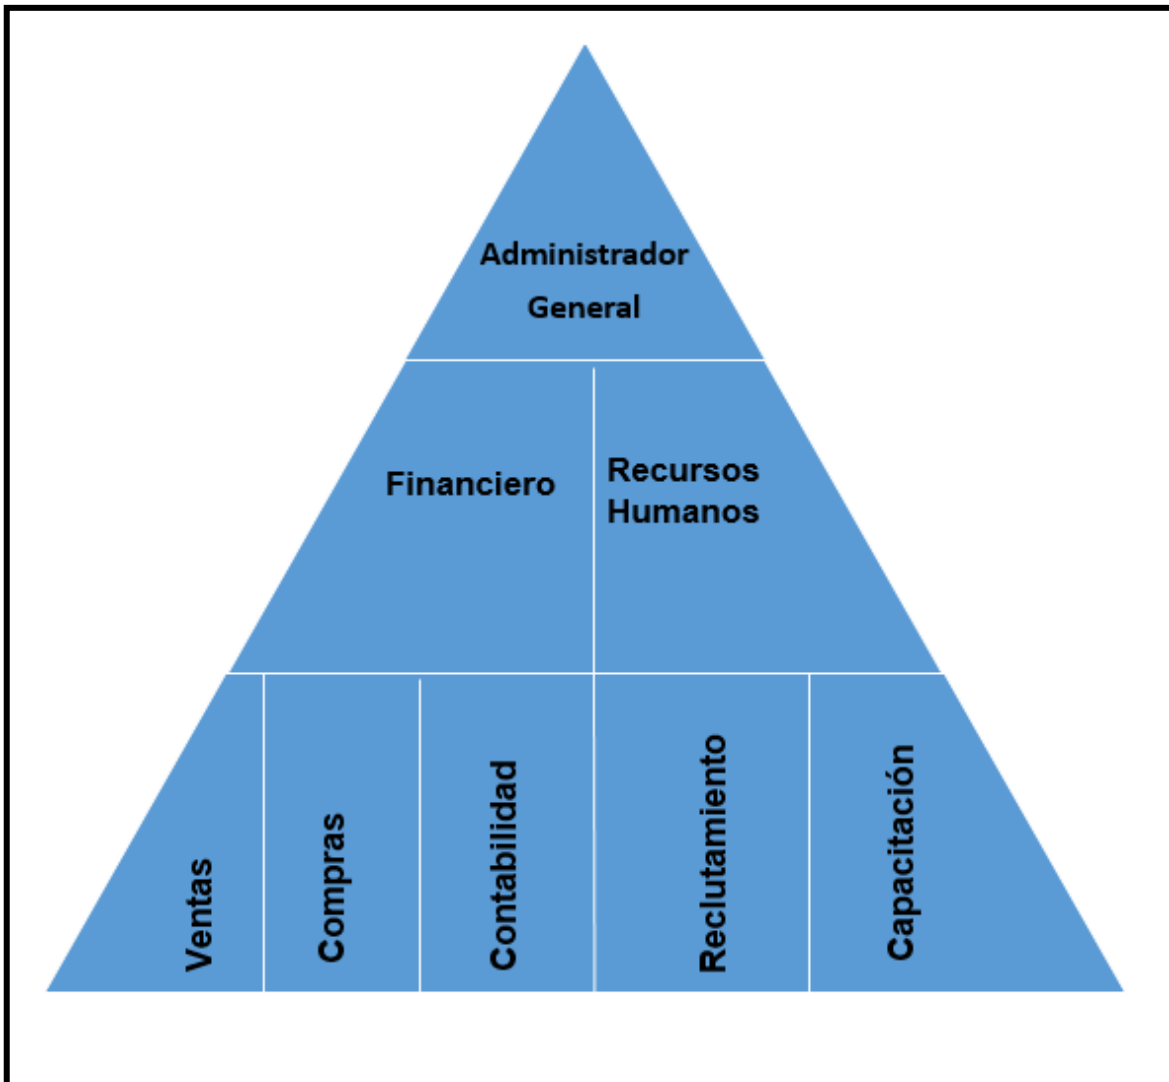 Administrador
General
Financiero
Recursos
Humanos
Ventas
Compras
Contabilidad
Reclutamiento
Capacitación